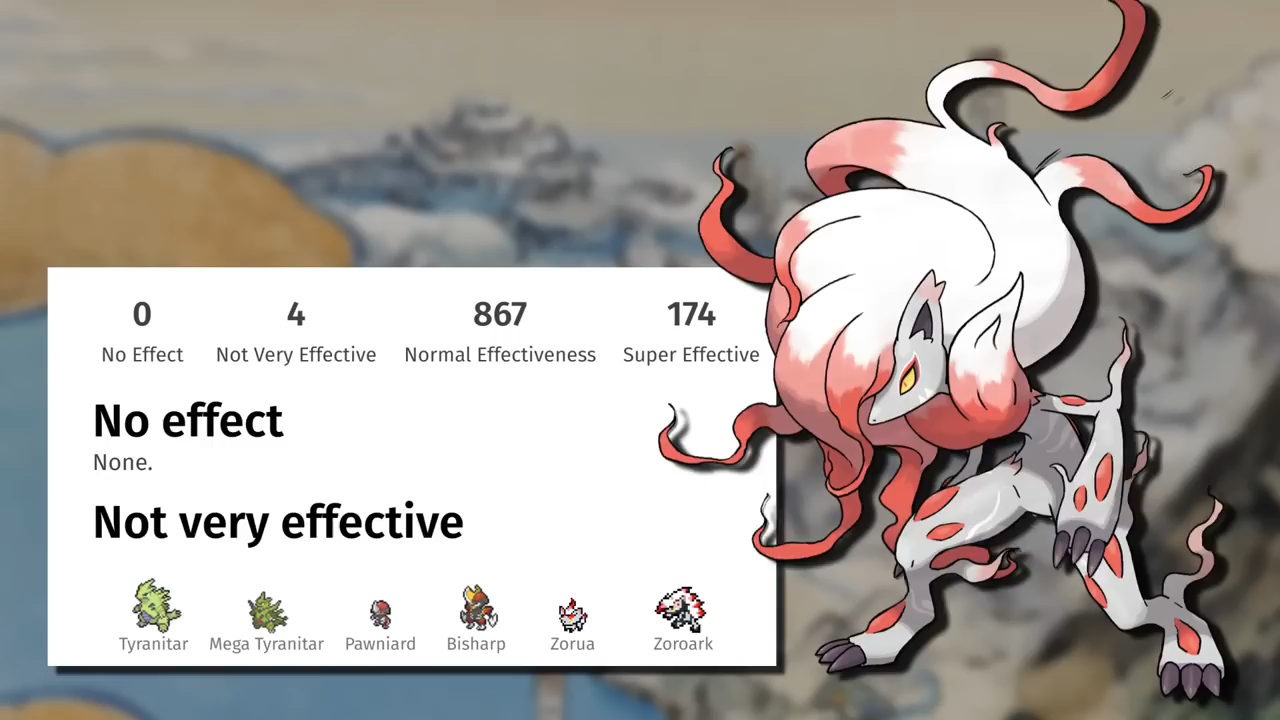 0 4 867 174
No Effect Not Very Effective Normal Effectiveness Super Effective
No effect
None.
Not very effective
Tyranitar Mega Tyranitar Pawniard Bisharp Zorua Zoroark